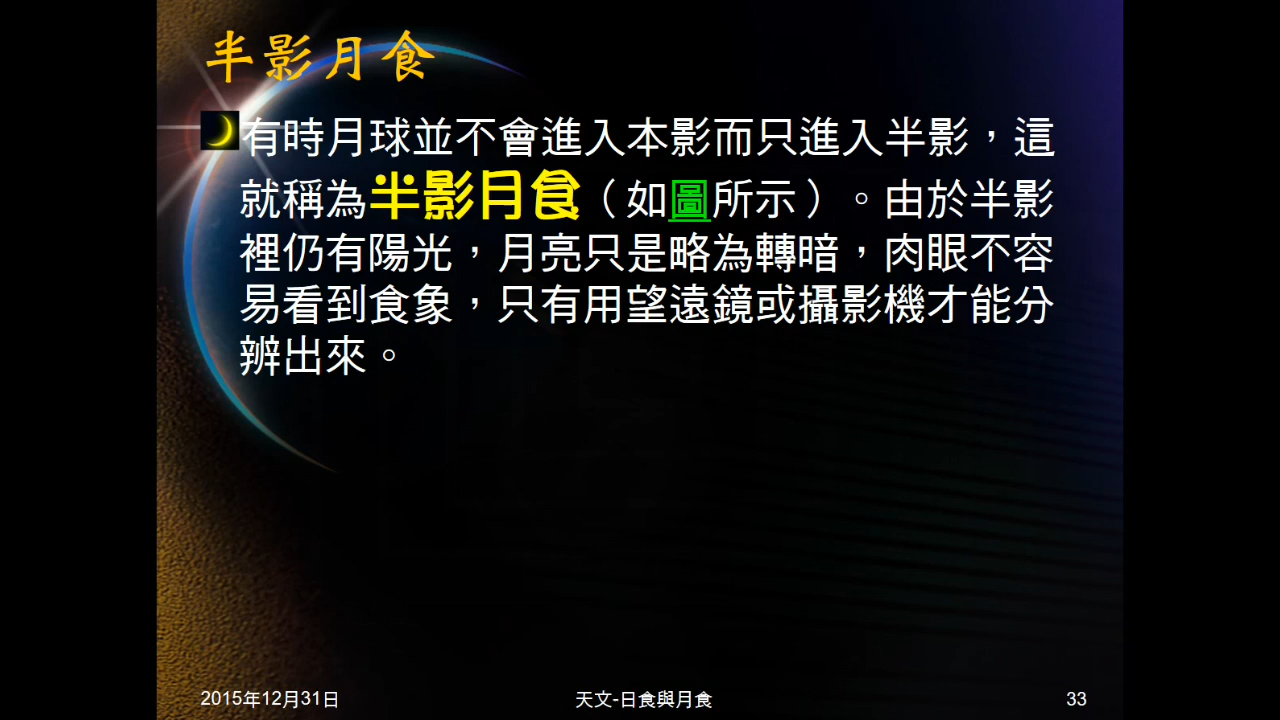 半影月食
有時月球並不會進入本影而只進入半影，這
就稱為半影月食（如圖所示）。由於半影
裡仍有陽光，月亮只是略為轉暗，肉眼不容
易看到食象，只有用望遠鏡或攝影機才能分
辨出來。
2015年12月31日
天文-日食與月食
33